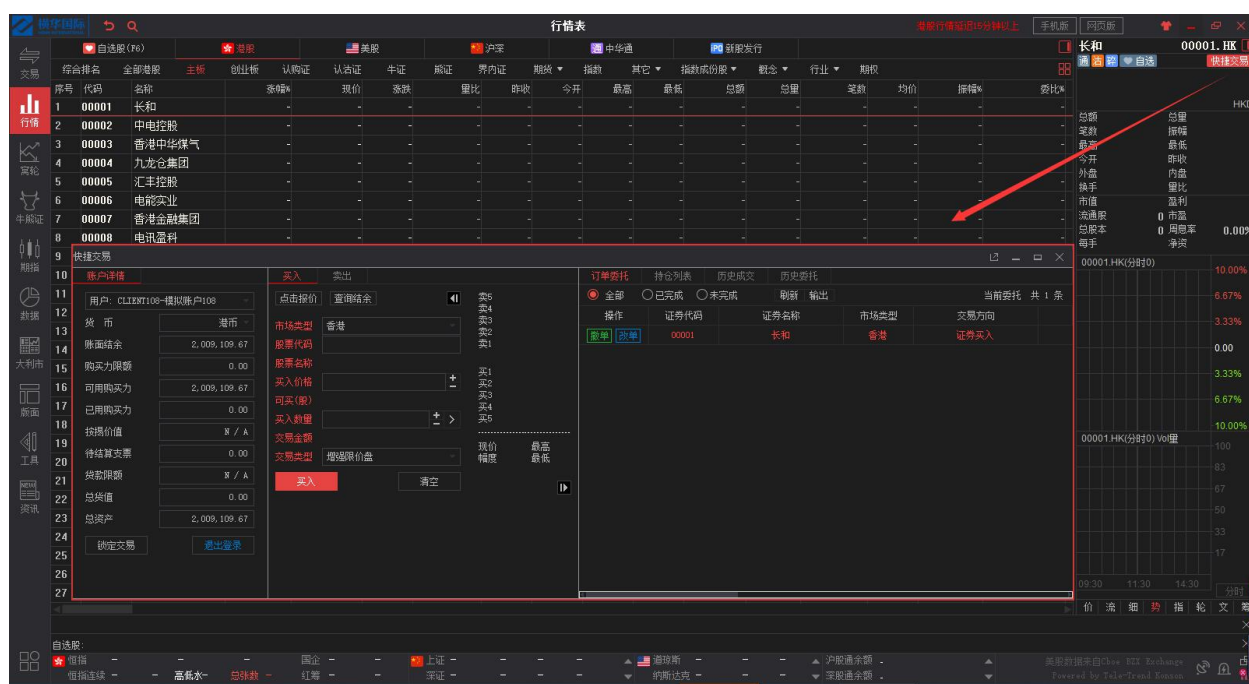 行情表
港股行情延迟15分钟以上
手机版
网页版
自选股(F6)
港股
美股
沪深
中华通
IPO 新股发行
综合排名 全部港股 主板 创业板 认购证 认沽证 牛证 熊证 界内证 期货 指数 其它 指数成份股 概念 行业 期权
序号 代码 名称 涨幅% 现价 涨跌 量比 昨收 今开 最高 最低 总额 总量 笔数 均价 振幅% 委比%
1 00001 长和
2 00002 中电控股
3 00003 香港中华煤气
4 00004 九龙仓集团
5 00005 汇丰控股
6 00006 电能实业
7 00007 香港金融集团
8 00008 电讯盈科
9
10
11
12
13
14
15
16
17
18
19
20
21
22
23
24
25
26
27
交易
行情
窝轮
牛熊证
期指
数据
大利市
版面
工具
资讯
快捷交易
账户详情
用户: CLIENT108-模拟账户108
货 币 港币
账面结余 2,009,109.67
购买力限额 0.00
可用购买力 2,009,109.67
已用购买力 0.00
按揭价值 N / A
待结算支票 0.00
贷款限额 N / A
总货值 0.00
总资产 2,009,109.67
锁定交易 退出登录
买入 卖出
点击报价 查询结余
市场类型 香港
股票代码
股票名称
买入价格
可买(股)
买入数量
交易金额
交易类型 增强限价盘
买入 清空
卖5
卖4
卖3
卖2
卖1
买1
买2
买3
买4
买5
现价 最高
幅度 最低
订单委托 持仓列表 历史成交 历史委托
全部 已完成 未完成 刷新 输出 当前委托 共 1 条
操作 证券代码 证券名称 市场类型 交易方向
撤单 改单 00001 长和 香港 证券买入
长和 00001.HK
通 沽 自选 快捷交易
HKD
总额 总量
笔数 振幅
最高 最低
今开 昨收
外盘 内盘
换手 量比
市值 盈利
流通股 0 市盈
总股本 0 周息率 0.00%
每手 净资
00001.HK(分时0)
10.00%
6.67%
3.33%
0.00
3.33%
6.67%
10.00%
00001.HK(分时0) Vol量
100
83
67
50
33
17
09:30 11:30 14:30
分时
价 流 细 势 指 轮 文 筹
自选股:
恒指 - - - 国企 - - 上证 - - - - 道琼斯 - - 沪股通余额 -
恒指连续 - - 高低水- 总张数 - 红筹 - - 深证 - - - - 纳斯达克 - - 深股通余额 -